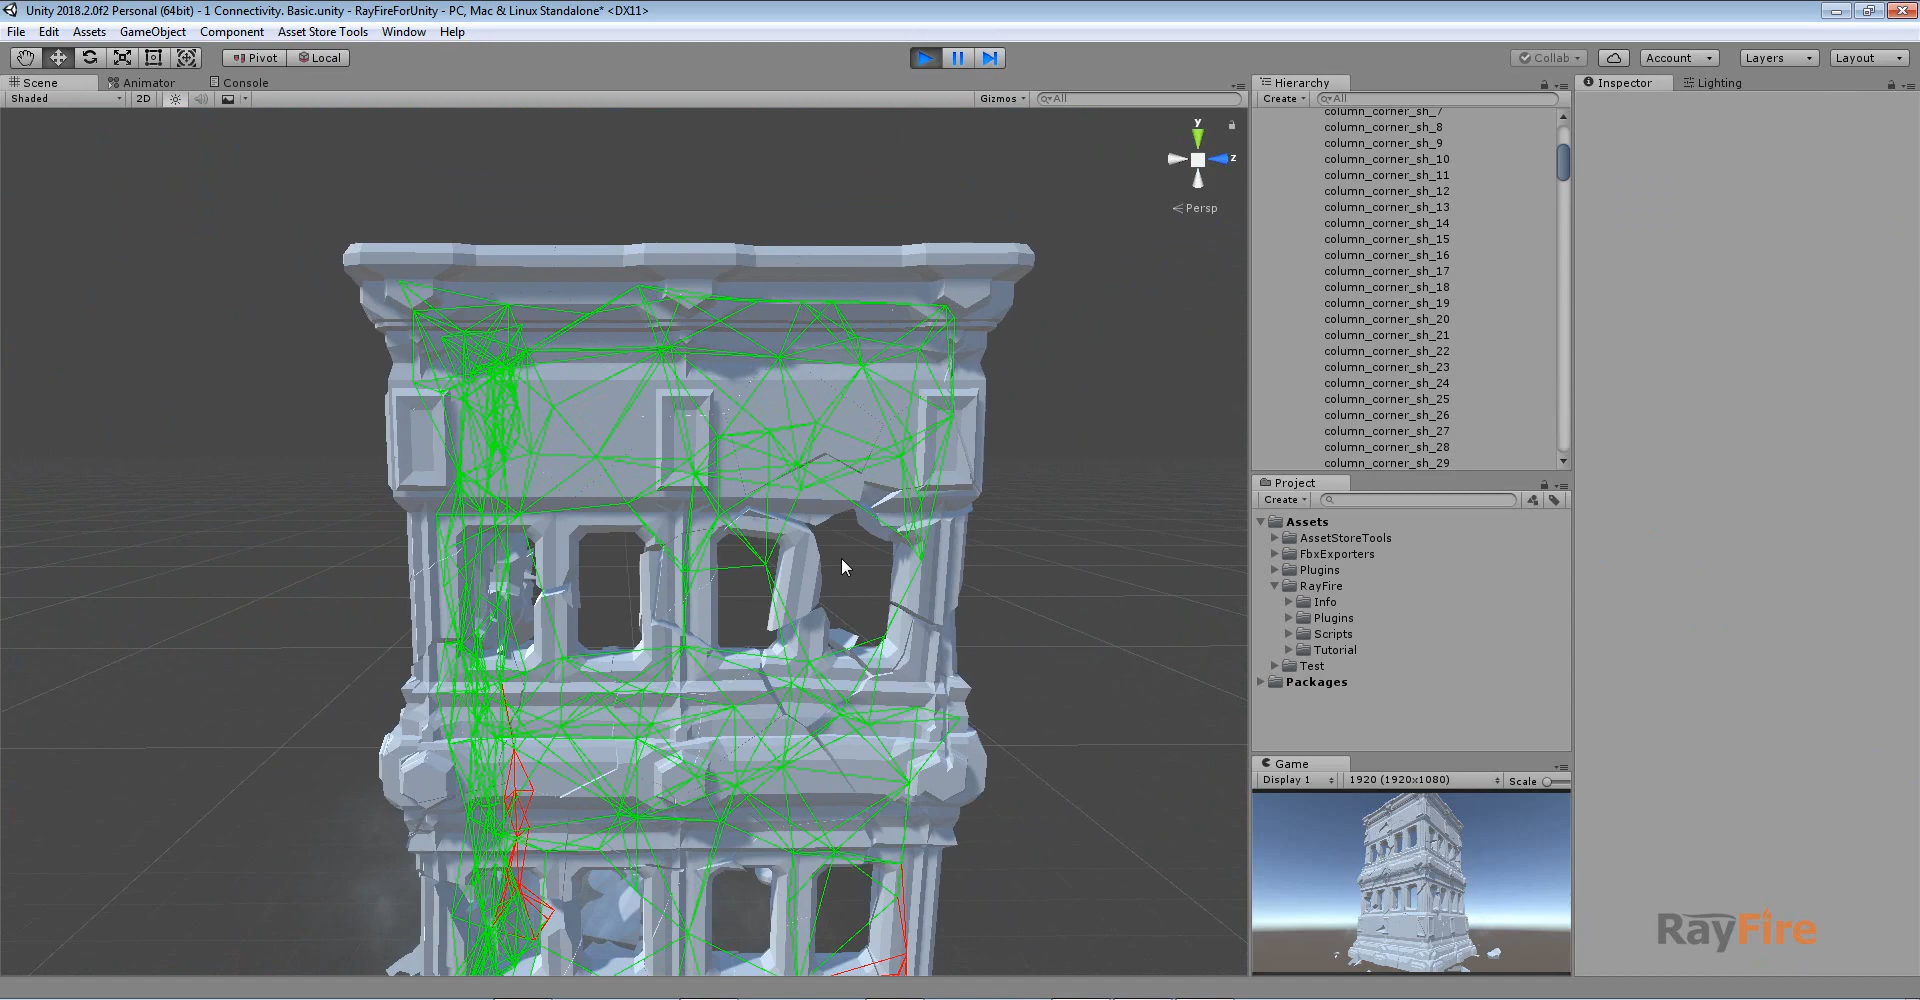 Unity 2018.2.0f2 Personal (64bit) - 1 Connectivity. Basic.unity - RayFireForUnity - PC, Mac & Linux Standalone* <DX11>
File Edit Assets GameObject Component Asset Store Tools Window Help
Pivot Local Collab Account Layers Layout
Scene Animator Console
Shaded 2D Gizmos All
y
z
Persp
Hierarchy
Create All
column_corner_sh_7
column_corner_sh_8
column_corner_sh_9
column_corner_sh_10
column_corner_sh_11
column_corner_sh_12
column_corner_sh_13
column_corner_sh_14
column_corner_sh_15
column_corner_sh_16
column_corner_sh_17
column_corner_sh_18
column_corner_sh_19
column_corner_sh_20
column_corner_sh_21
column_corner_sh_22
column_corner_sh_23
column_corner_sh_24
column_corner_sh_25
column_corner_sh_26
column_corner_sh_27
column_corner_sh_28
column_corner_sh_29
Project
Create
Assets
AssetStoreTools
FbxExporters
Plugins
RayFire
Info
Plugins
Scripts
Tutorial
Test
Packages
Game
Display 1 1920 (1920x1080) Scale
Inspector Lighting
RayFire